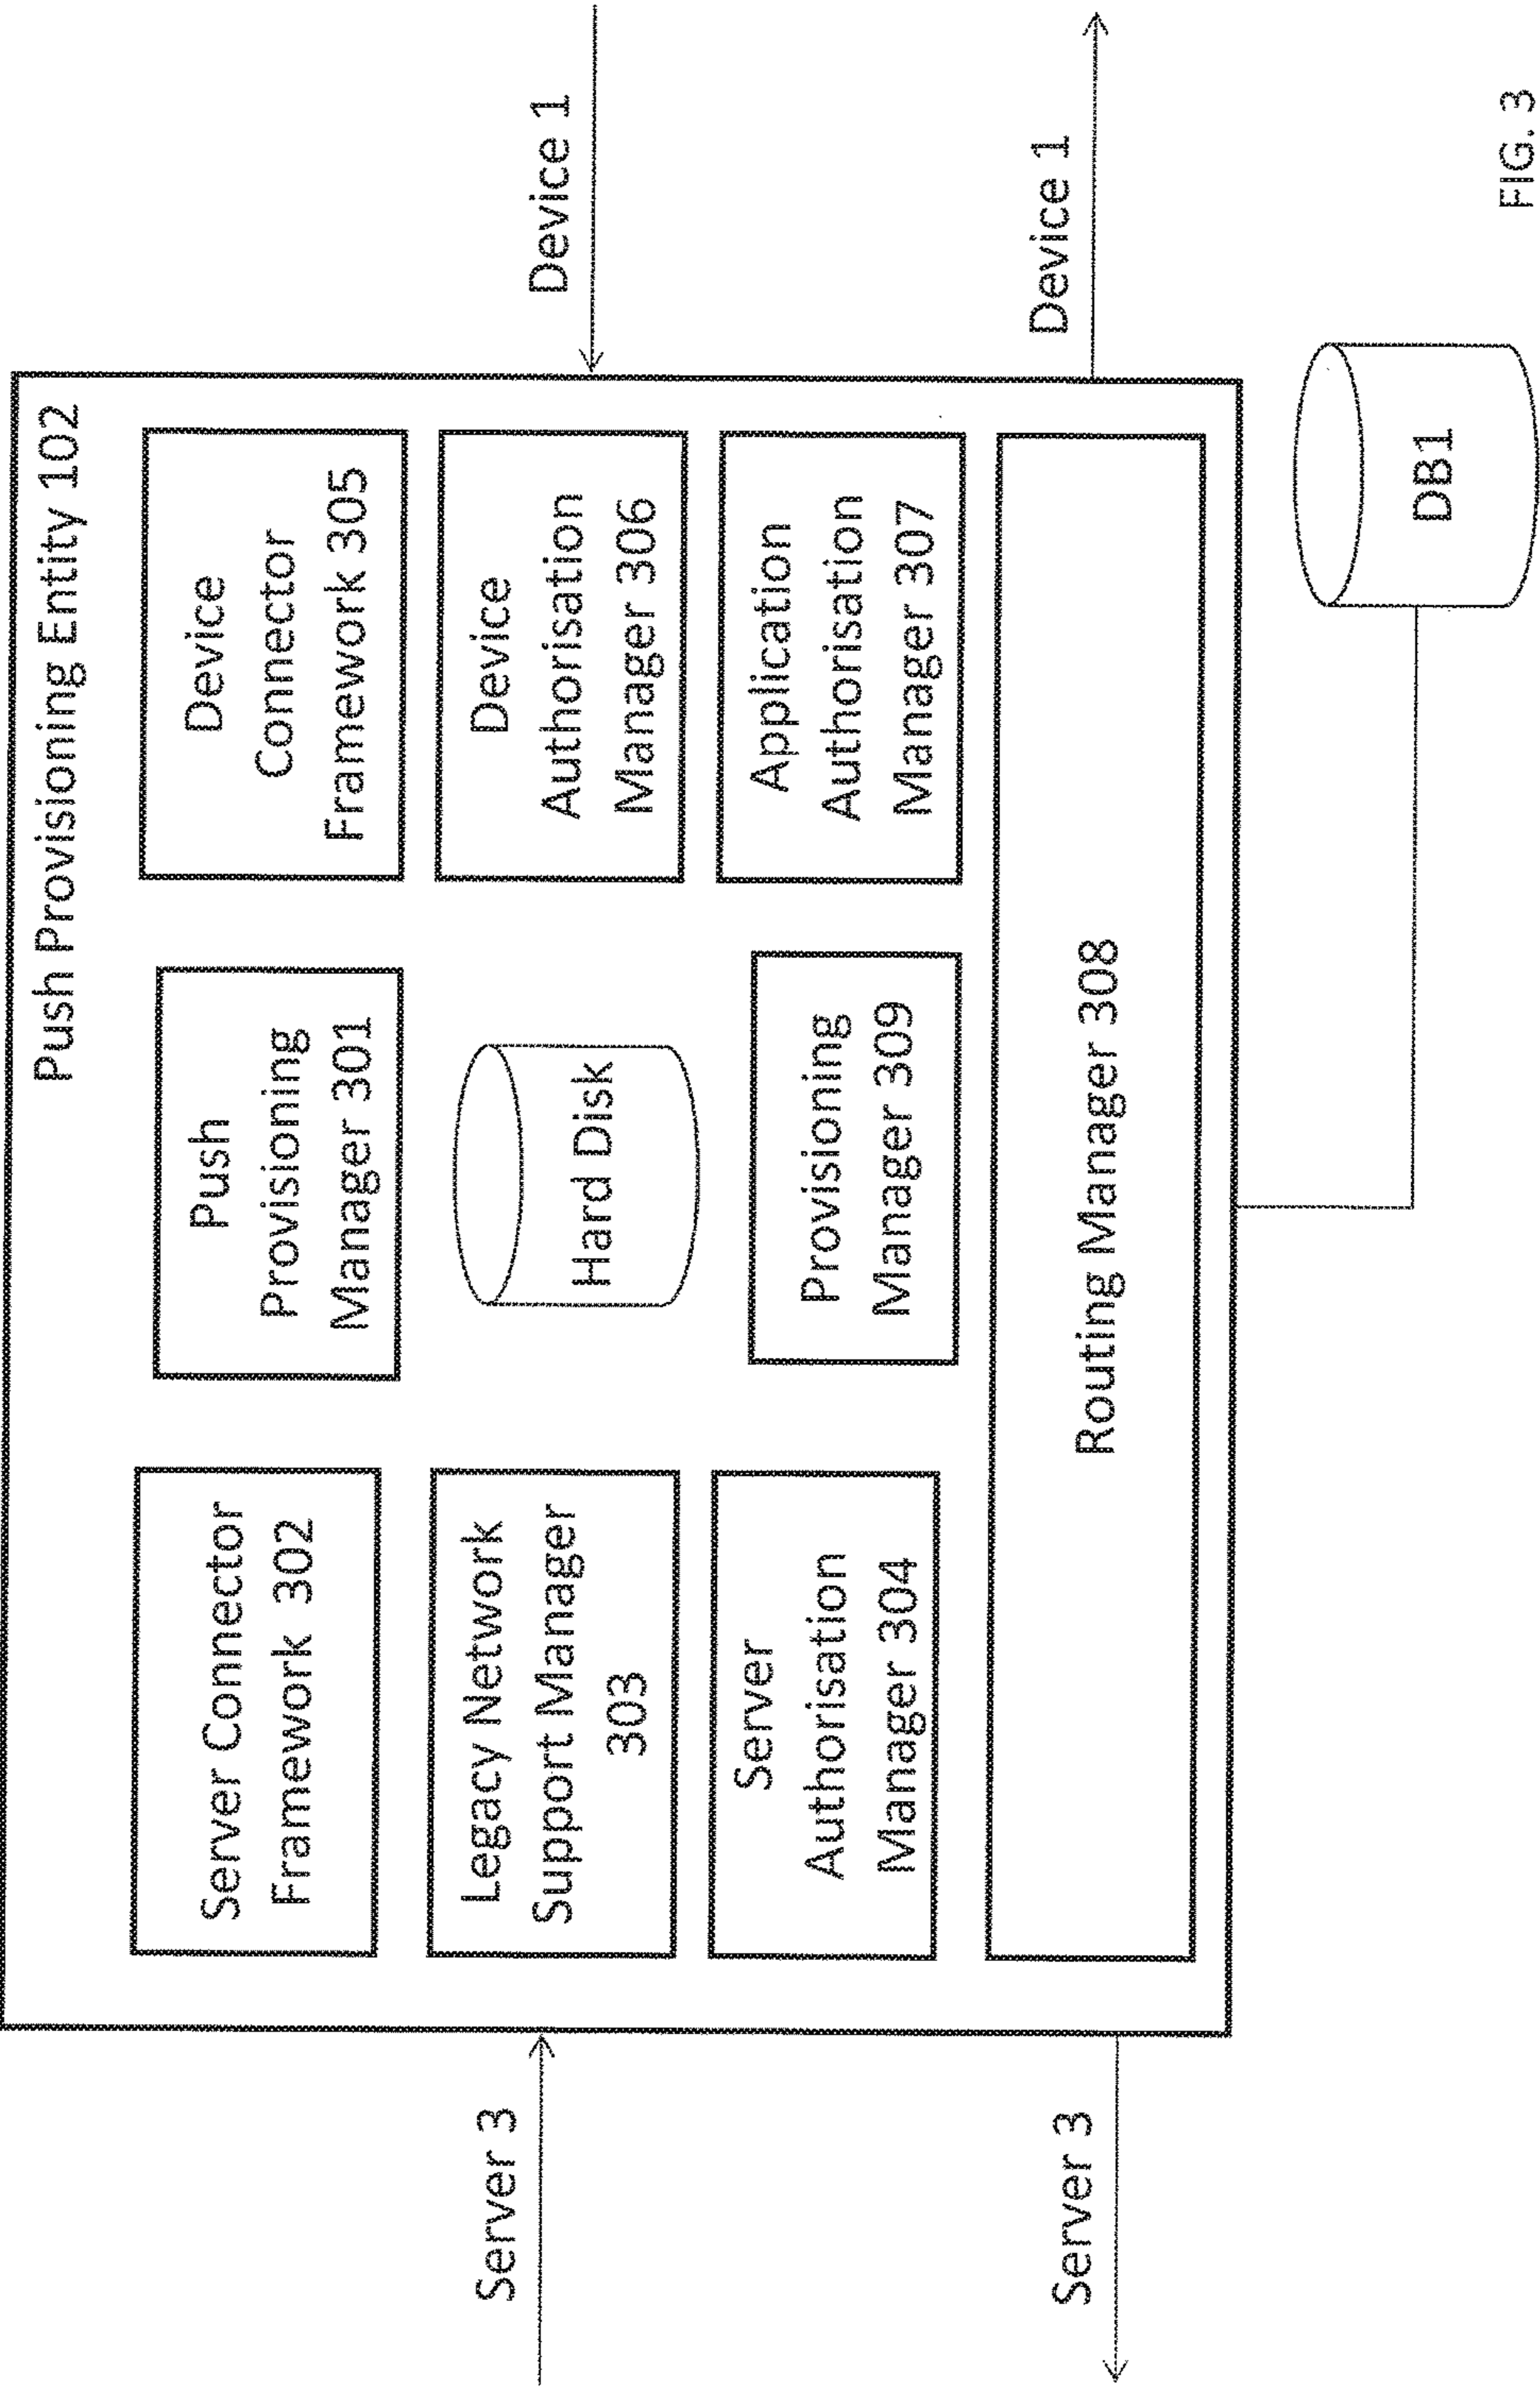 Push Provisioning Entity 102
Server Connector
Framework 302
Push
Provisioning
Manager 301
Device
Connector
Framework 305
Server 3
Legacy Network
Support Manager
303
Hard Disk
Device
Authorisation
Manager 306
Device 1
Server
Authorisation
Manager 304
Provisioning
Manager 309
Application
Authorisation
Manager 307
Server 3
Routing Manager 308
Device 1
DB1
FIG. 3